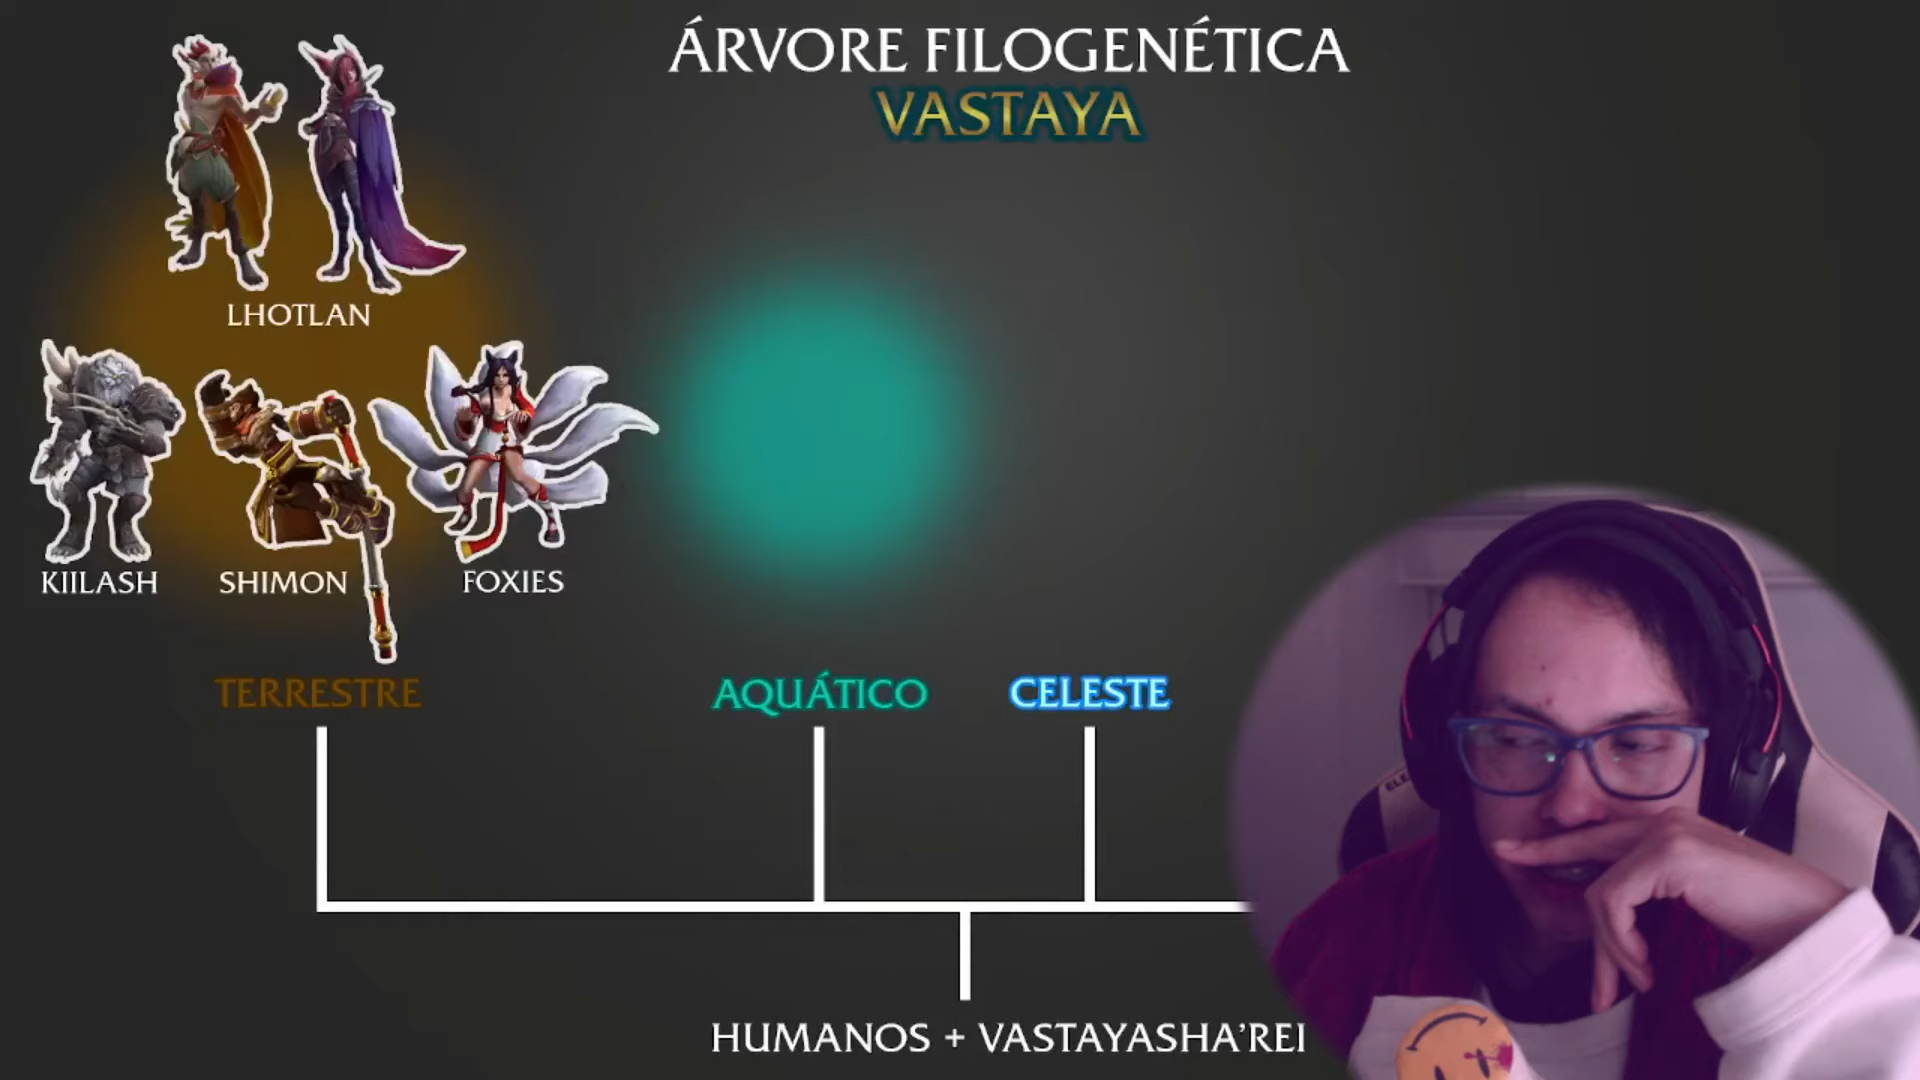 ÁRVORE FILOGENÉTICA
VASTAYA
LHOTLAN
KIILASH
SHIMON
FOXIES
TERRESTRE
AQUÁTICO
CELESTE
HUMANOS + VASTAYASHA'REI